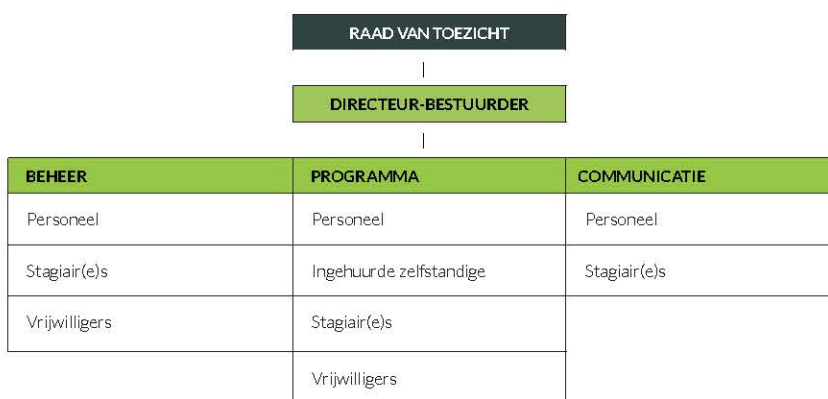 RAAD VAN TOEZICHT
DIRECTEUR-BESTUURDER
BEHEER PROGRAMMA COMMUNICATIE
Personeel Personeel Personeel
Stagiair(e)s Ingehuurde zelfstandige Stagiair(e)s
Vrijwilligers Stagiair(e)s
Vrijwilligers